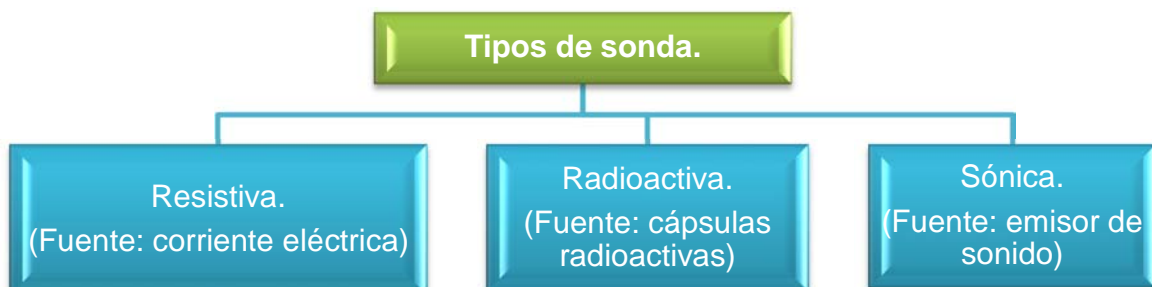 Tipos de sonda.
Resistiva.
(Fuente: corriente eléctrica)
Radioactiva.
(Fuente: cápsulas
radioactivas)
Sónica.
(Fuente: emisor de
sonido)